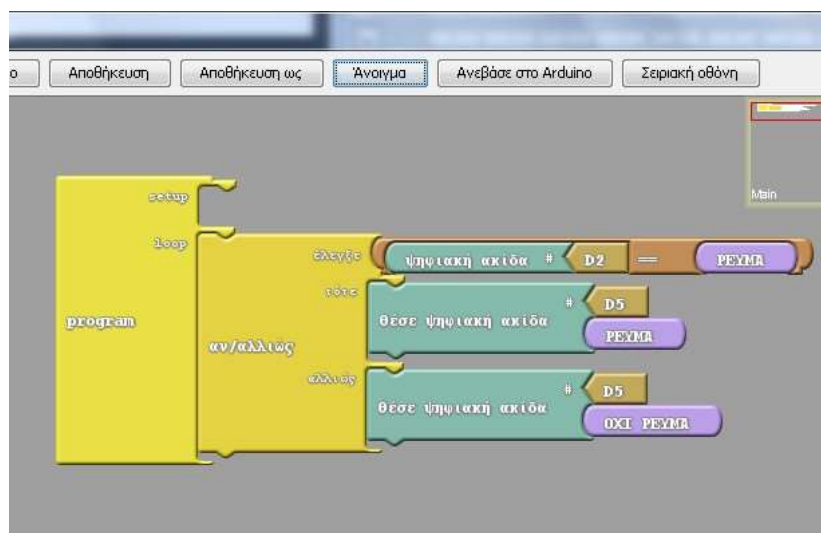 ο Αποθήκευση Αποθήκευση ως Άνοιγμα Ανεβάσε στο Arduino Σειριακή οθόνη
Main
setup
loop
program
αν/αλλιώς
έλεγξε
ψηφιακή ακίδα # D2 == ΡΕΥΜΑ
τότε
θέσε ψηφιακή ακίδα # D5
ΡΕΥΜΑ
αλλιώς
θέσε ψηφιακή ακίδα # D5
ΟΧΙ ΡΕΥΜΑ